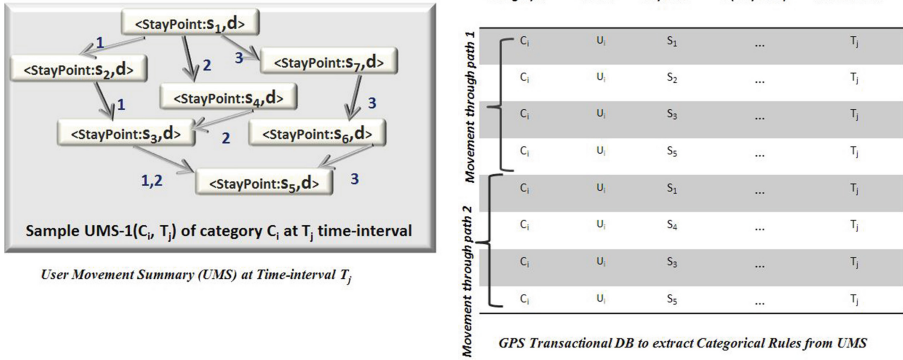 <StayPoint:s1,d>
1
2
3
<StayPoint:s2,d>
<StayPoint:s7,d>
<StayPoint:s4,d>
1
3
<StayPoint:s3,d>
2
<StayPoint:s6,d>
1,2
<StayPoint:s5,d>
3
Sample UMS-1(Ci, Tj) of category Ci at Tj time-interval
User Movement Summary (UMS) at Time-interval Tj
Movement through path 1
Ci Ui S1 ... Tj
Ci Ui S2 ... Tj
Ci Ui S3 ... Tj
Ci Ui S5 ... Tj
Movement through path 2
Ci Ui S1 ... Tj
Ci Ui S4 ... Tj
Ci Ui S3 ... Tj
Ci Ui S5 ... Tj
GPS Transactional DB to extract Categorical Rules from UMS